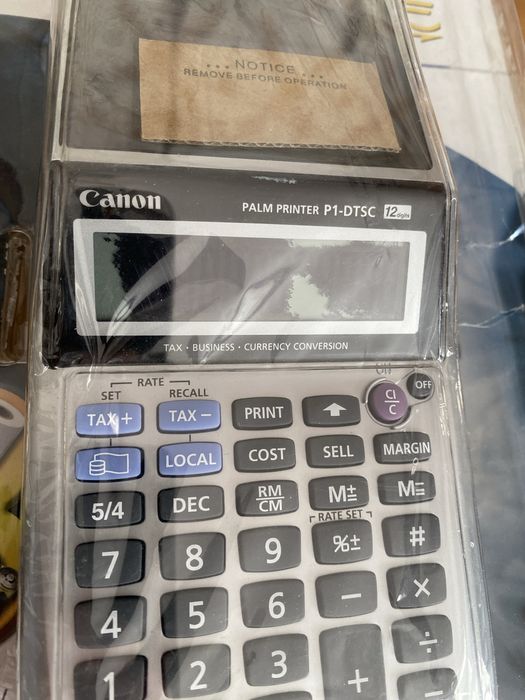 ... NOTICE ...
REMOVE BEFORE OPERATION
Canon
PALM PRINTER P1-DTSC 12 digits
TAX • BUSINESS • CURRENCY CONVERSION
ON
RATE
SET RECALL
TAX + TAX − PRINT CI/C OFF
LOCAL COST SELL MARGIN
5/4 DEC RM/CM M± M=
RATE SET
7 8 9 %± #
4 5 6 − ×
1 2 3 + ÷